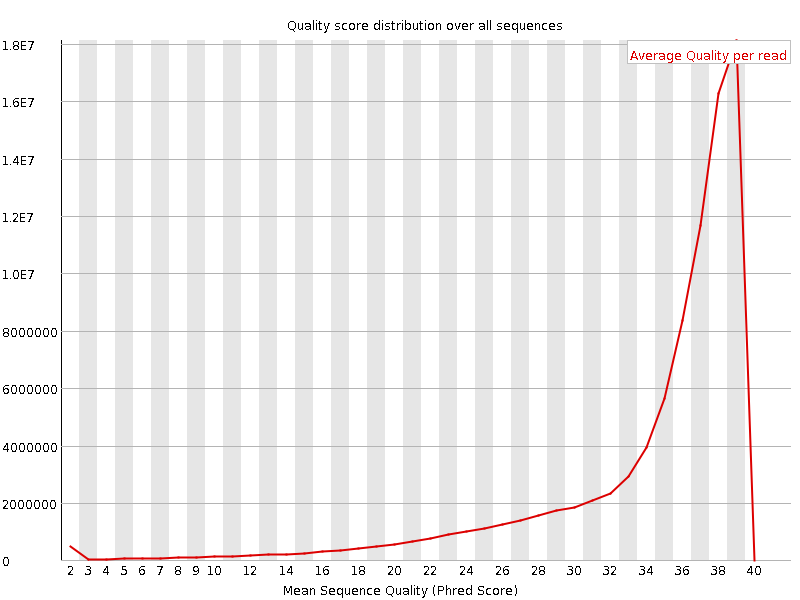 Quality score distribution over all sequences
1.8E7
Average Quality per read
1.6E7
1.4E7
1.2E7
1.0E7
8000000
6000000
4000000
2000000
0
2 3 4 5 6 7 8 9 10 12 14 16 18 20 22 24 26 28 30 32 34 36 38 40
Mean Sequence Quality (Phred Score)